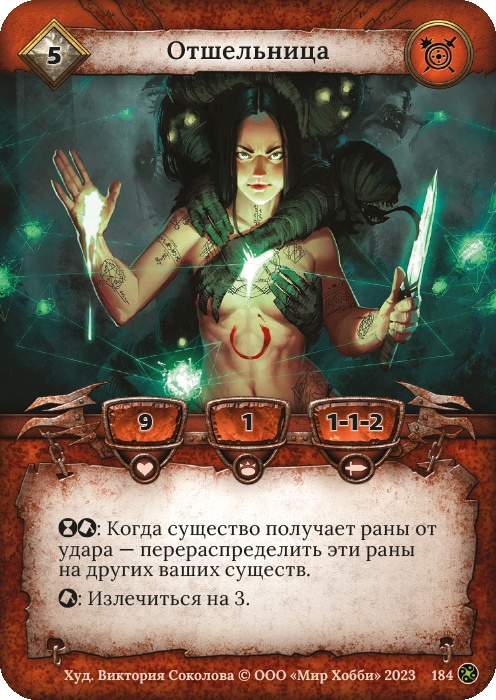 5
Отшельница
9
1
1-1-2
: Когда существо получает раны от
удара — перераспределить эти раны
на других ваших существ.
: Излечиться на 3.
Худ. Виктория Соколова © ООО «Мир Хобби» 2023 184